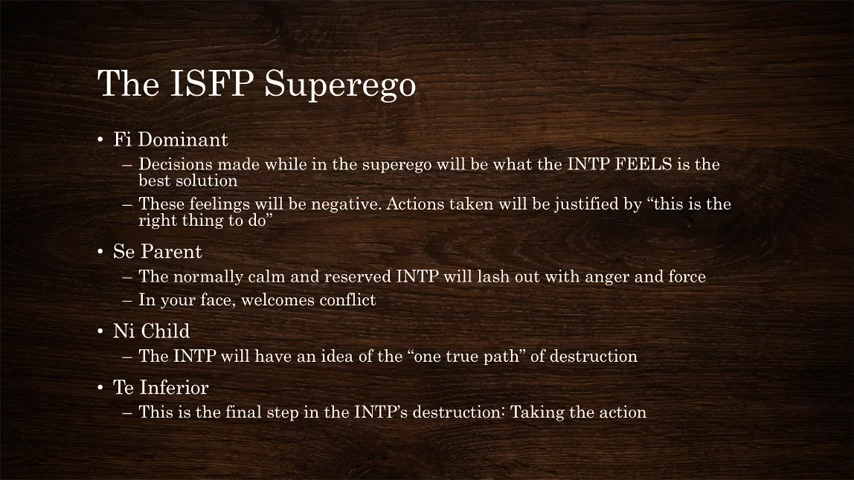 The ISFP Superego
• Fi Dominant
– Decisions made while in the superego will be what the INTP FEELS is the
best solution
– These feelings will be negative. Actions taken will be justified by “this is the
right thing to do”
• Se Parent
– The normally calm and reserved INTP will lash out with anger and force
– In your face, welcomes conflict
• Ni Child
– The INTP will have an idea of the “one true path” of destruction
• Te Inferior
– This is the final step in the INTP’s destruction: Taking the action